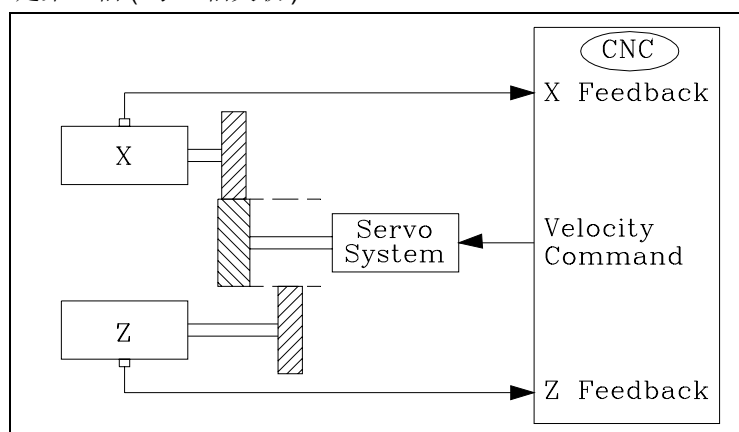 CNC
X Feedback
X
Servo
System
Velocity
Command
Z
Z Feedback